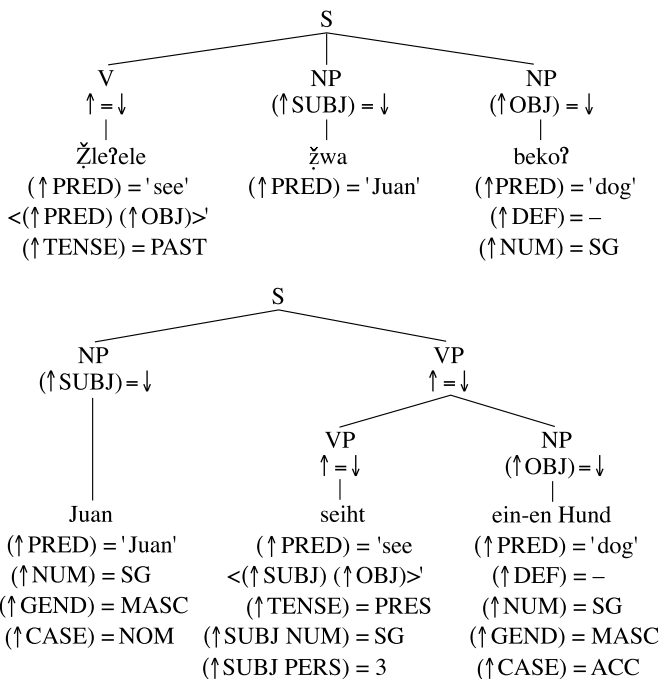 S
V NP NP
↑=↓ (↑SUBJ)=↓ (↑OBJ)=↓
Ẓ̌leʔele ẓ̌wa bekoʔ
(↑PRED) = 'see' (↑PRED) = 'Juan' (↑PRED) = 'dog'
<(↑PRED) (↑OBJ)>' (↑DEF) = –
(↑TENSE) = PAST (↑NUM) = SG
S
NP VP
(↑SUBJ)=↓ ↑=↓
VP NP
↑=↓ (↑OBJ)=↓
Juan seiht ein-en Hund
(↑PRED) = 'Juan' (↑PRED) = 'see (↑PRED) = 'dog'
(↑NUM) = SG <(↑SUBJ) (↑OBJ)>' (↑DEF) = –
(↑GEND) = MASC (↑TENSE) = PRES (↑NUM) = SG
(↑CASE) = NOM (↑SUBJ NUM) = SG (↑GEND) = MASC
(↑SUBJ PERS) = 3 (↑CASE) = ACC